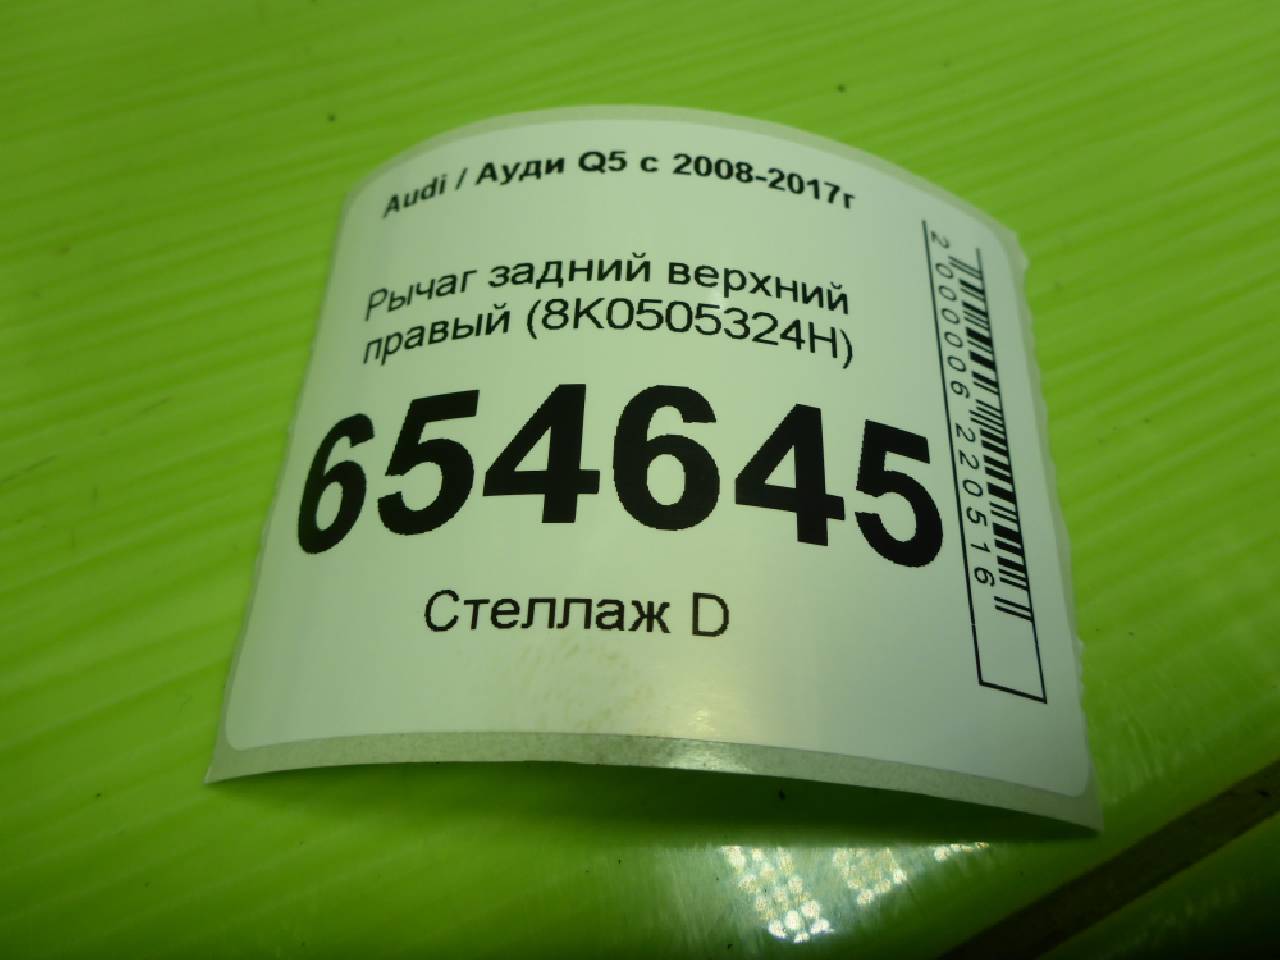 Audi / Ауди Q5 с 2008-2017г
Рычаг задний верхний
правый (8K0505324H)
654645
Стеллаж D
2000006220516